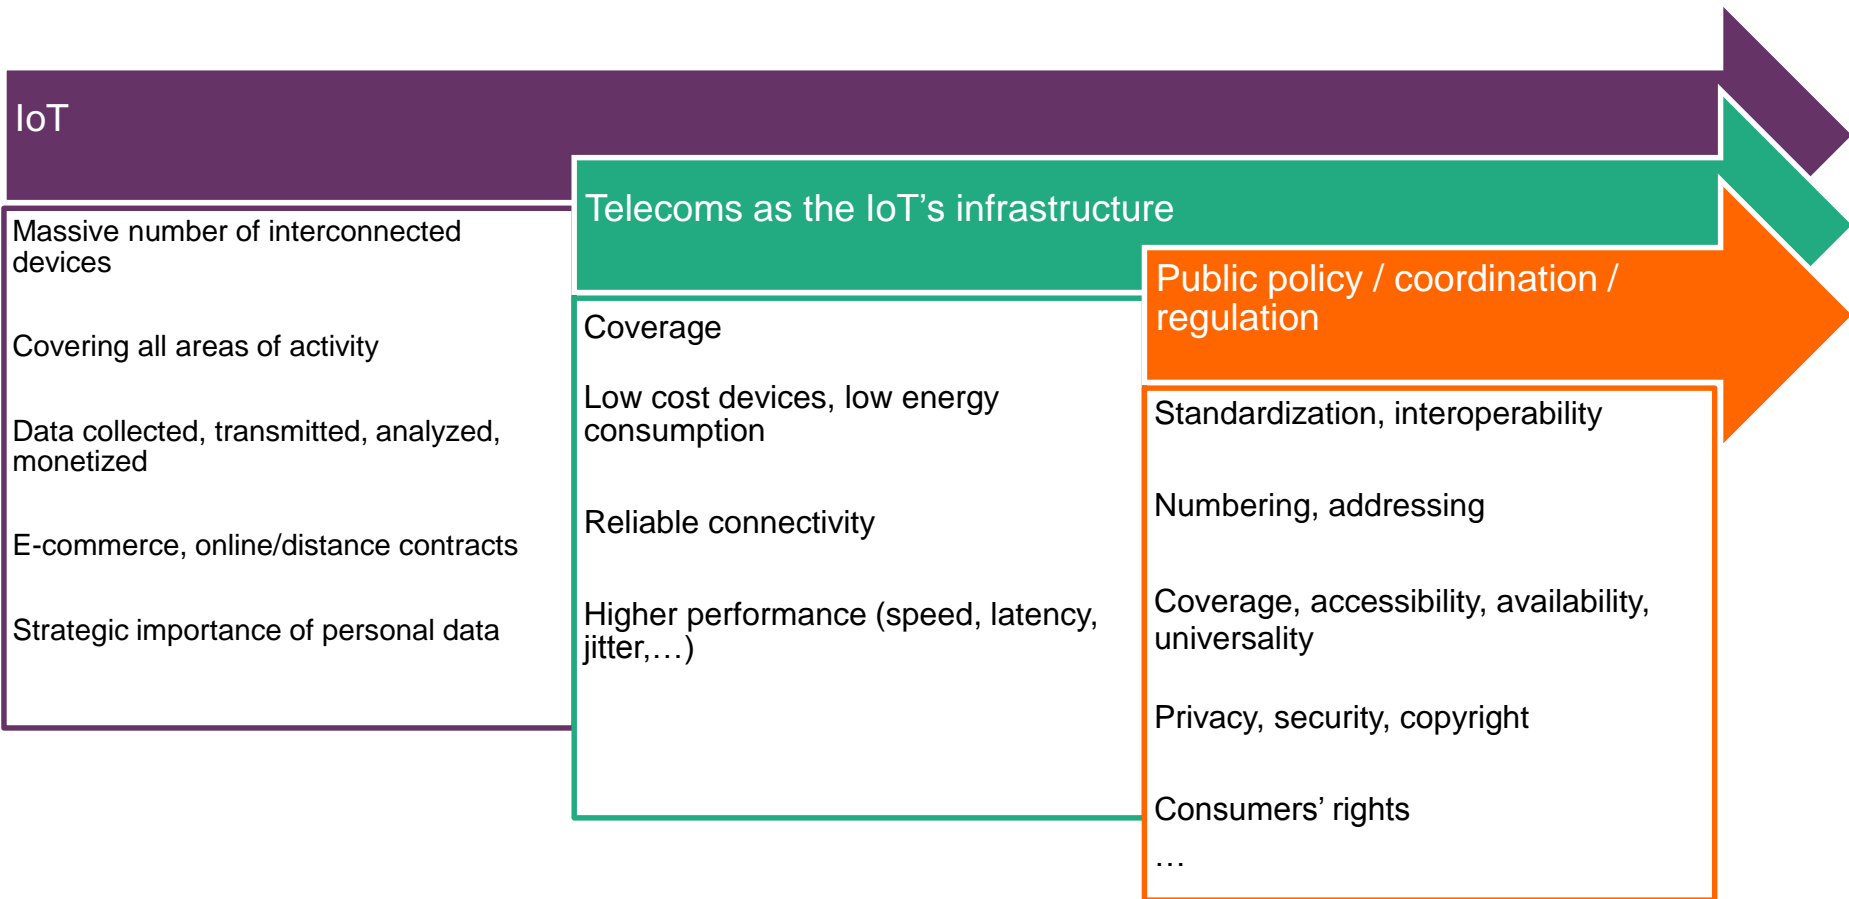 IoT
Massive number of interconnected
devices
Covering all areas of activity
Data collected, transmitted, analyzed,
monetized
E-commerce, online/distance contracts
Strategic importance of personal data
Telecoms as the IoT’s infrastructure
Coverage
Low cost devices, low energy
consumption
Reliable connectivity
Higher performance (speed, latency,
jitter,…)
Public policy / coordination /
regulation
Standardization, interoperability
Numbering, addressing
Coverage, accessibility, availability,
universality
Privacy, security, copyright
Consumers’ rights
…